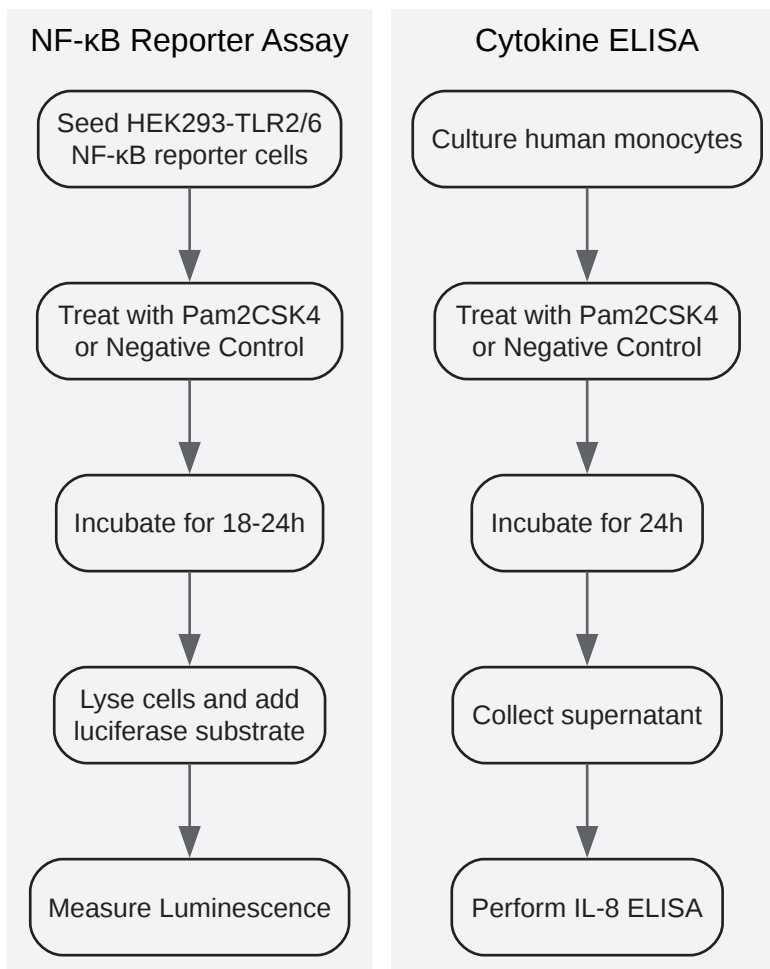 NF-κB Reporter Assay
Seed HEK293-TLR2/6
NF-κB reporter cells
Treat with Pam2CSK4
or Negative Control
Incubate for 18-24h
Lyse cells and add
luciferase substrate
Measure Luminescence
Cytokine ELISA
Culture human monocytes
Treat with Pam2CSK4
or Negative Control
Incubate for 24h
Collect supernatant
Perform IL-8 ELISA